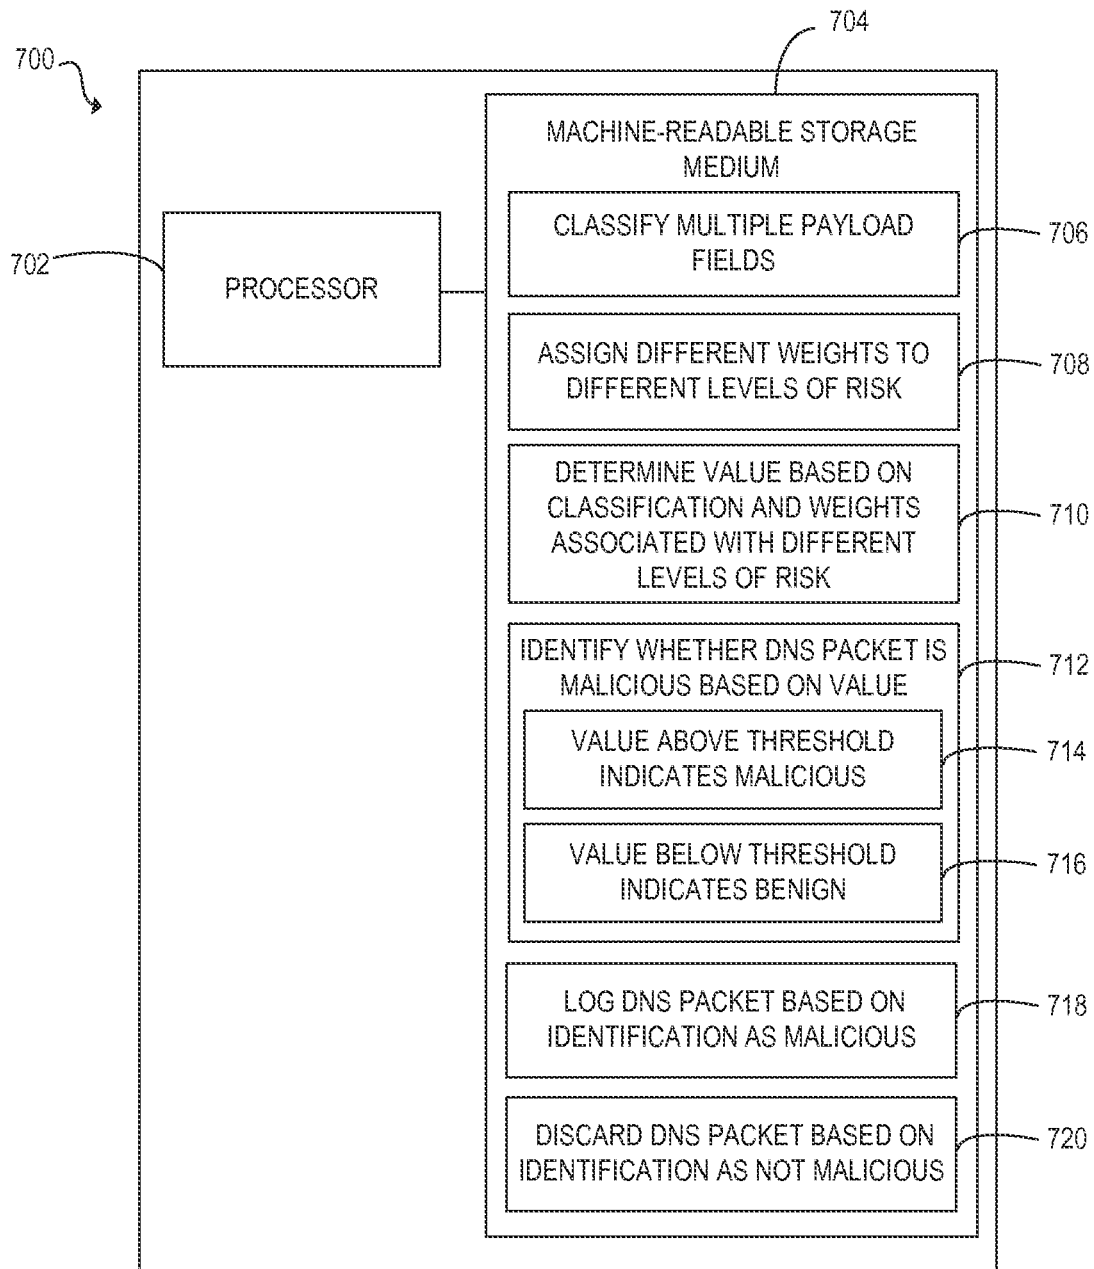 704
700
MACHINE-READABLE STORAGE
MEDIUM
CLASSIFY MULTIPLE PAYLOAD
FIELDS
706
702
PROCESSOR
ASSIGN DIFFERENT WEIGHTS TO
DIFFERENT LEVELS OF RISK
708
DETERMINE VALUE BASED ON
CLASSIFICATION AND WEIGHTS
ASSOCIATED WITH DIFFERENT
LEVELS OF RISK
710
IDENTIFY WHETHER DNS PACKET IS
MALICIOUS BASED ON VALUE
712
VALUE ABOVE THRESHOLD
INDICATES MALICIOUS
714
VALUE BELOW THRESHOLD
INDICATES BENIGN
716
LOG DNS PACKET BASED ON
IDENTIFICATION AS MALICIOUS
718
DISCARD DNS PACKET BASED ON
IDENTIFICATION AS NOT MALICIOUS
720